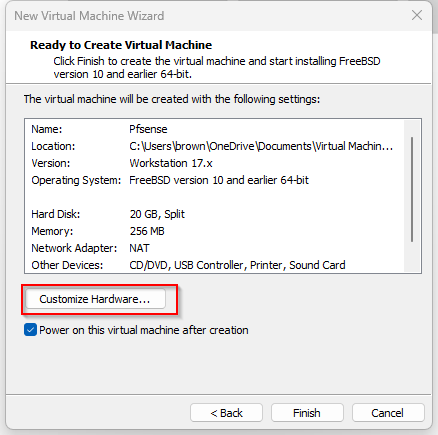 New Virtual Machine Wizard
Ready to Create Virtual Machine
Click Finish to create the virtual machine and start installing FreeBSD
version 10 and earlier 64-bit.
The virtual machine will be created with the following settings:
Name: Pfsense
Location: C:\Users\brown\OneDrive\Documents\Virtual Machin...
Version: Workstation 17.x
Operating System: FreeBSD version 10 and earlier 64-bit
Hard Disk: 20 GB, Split
Memory: 256 MB
Network Adapter: NAT
Other Devices: CD/DVD, USB Controller, Printer, Sound Card
Customize Hardware...
Power on this virtual machine after creation
< Back Finish Cancel